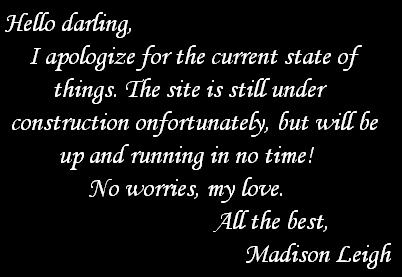 Hello darling,
I apologize for the current state of
things. The site is still under
construction onfortunately, but will be
up and running in no time!
No worries, my love.
All the best,
Madison Leigh